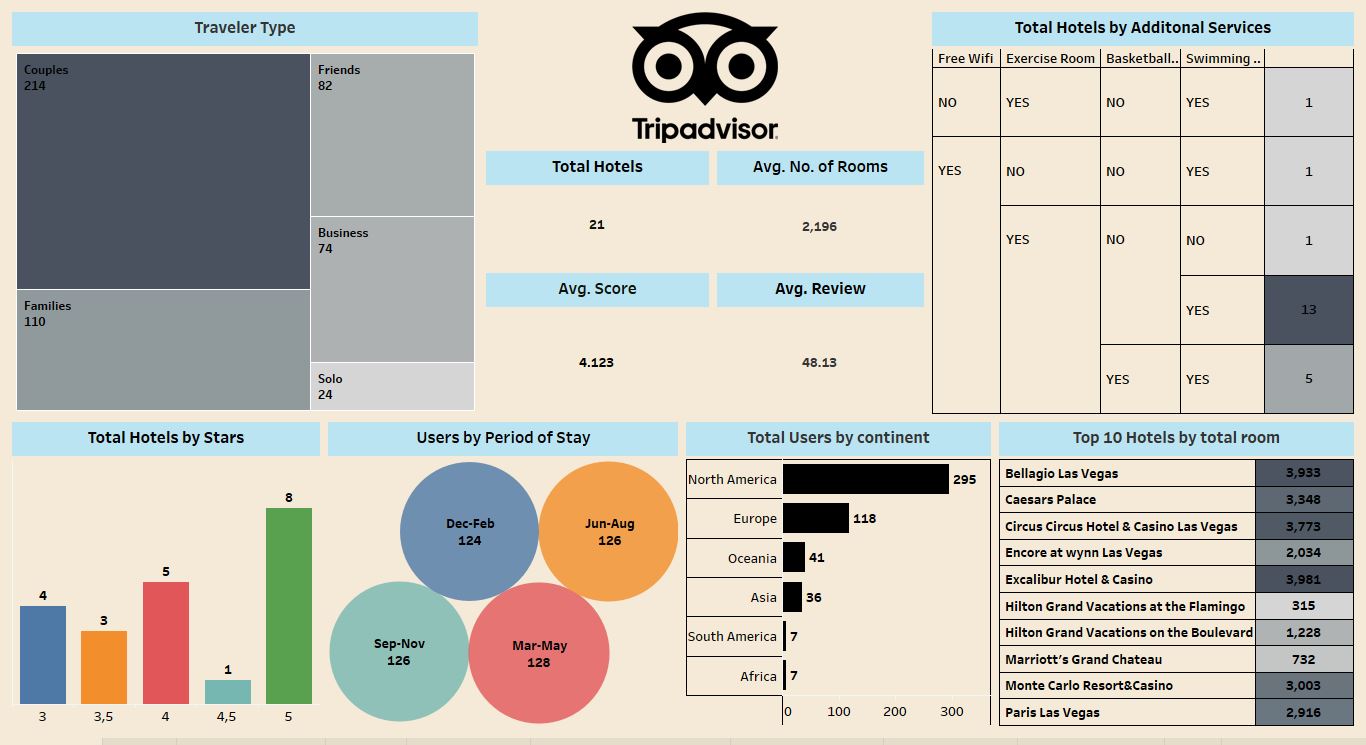 Traveler Type
Couples
214
Friends
82
Business
74
Families
110
Solo
24
Tripadvisor
Total Hotels
21
Avg. No. of Rooms
2,196
Avg. Score
4.123
Avg. Review
48.13
Total Hotels by Additonal Services
Free Wifi Exercise Room Basketball.. Swimming ..
NO YES NO YES 1
YES NO NO YES 1
YES NO NO 1
YES 13
YES YES 5
Total Hotels by Stars
4
3
5
1
8
3 3,5 4 4,5 5
Users by Period of Stay
Dec-Feb
124
Jun-Aug
126
Sep-Nov
126
Mar-May
128
Total Users by continent
North America 295
Europe 118
Oceania 41
Asia 36
South America 7
Africa 7
0 100 200 300
Top 10 Hotels by total room
Bellagio Las Vegas 3,933
Caesars Palace 3,348
Circus Circus Hotel & Casino Las Vegas 3,773
Encore at wynn Las Vegas 2,034
Excalibur Hotel & Casino 3,981
Hilton Grand Vacations at the Flamingo 315
Hilton Grand Vacations on the Boulevard 1,228
Marriott's Grand Chateau 732
Monte Carlo Resort&Casino 3,003
Paris Las Vegas 2,916